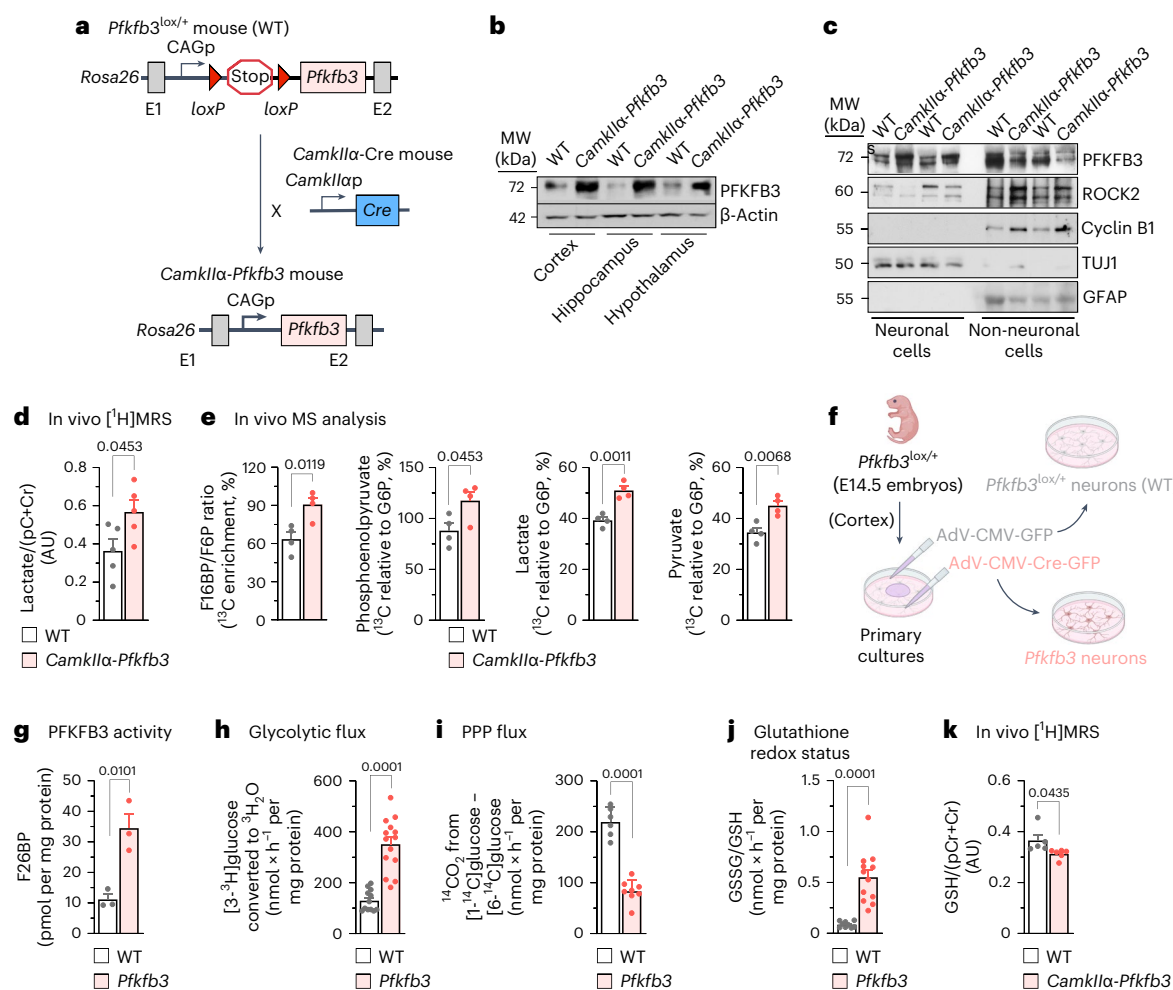 a
Pfkfb3lox/+ mouse (WT)
CAGp
Rosa26
Stop
Pfkfb3
E1
loxP
loxP
E2
CamkIIα-Cre mouse
CamkIIαp
X
Cre
CamkIIα-Pfkfb3 mouse
CAGp
Rosa26
Pfkfb3
E1
E2
b
MW
(kDa)
WT
CamkIIα-Pfkfb3
WT
CamkIIα-Pfkfb3
WT
CamkIIα-Pfkfb3
72
PFKFB3
42
β-Actin
Cortex
Hippocampus
Hypothalamus
c
MW
(kDa)
WT
CamkIIα-Pfkfb3
WT
CamkIIα-Pfkfb3
WT
CamkIIα-Pfkfb3
WT
CamkIIα-Pfkfb3
s
72
PFKFB3
60
ROCK2
55
Cyclin B1
50
TUJ1
55
GFAP
Neuronal
cells
Non-neuronal
cells
d In vivo [1H]MRS
Lactate/(pC+Cr)
(AU)
0.8
0.6
0.4
0.2
0
0.0453
WT
CamkIIα-Pfkfb3
e In vivo MS analysis
F16BP/F6P ratio
(13C enrichment, %)
120
90
60
30
0
0.0119
Phosphoenolpyruvate
(13C relative to G6P, %)
150
100
50
0
0.0453
Lactate
(13C relative to G6P, %)
60
40
20
0
0.0011
Pyruvate
(13C relative to G6P, %)
60
40
20
0
0.0068
WT
CamkIIα-Pfkfb3
f
Pfkfb3lox/+
(E14.5 embryos)
(Cortex)
Pfkfb3lox/+ neurons (WT
AdV-CMV-GFP
AdV-CMV-Cre-GFP
Primary
cultures
Pfkfb3 neurons
g PFKFB3 activity
F26BP
(pmol per mg protein)
50
40
30
20
10
0
0.0101
WT
Pfkfb3
h Glycolytic flux
[3-3H]glucose
converted to 3H2O
(nmol × h−1 per
mg protein)
600
400
200
0
0.0001
WT
Pfkfb3
i PPP flux
14CO2 from
[1-14C]glucose –
[6-14C]glucose
(nmol × h−1 per
mg protein)
300
200
100
0
0.0001
WT
Pfkfb3
j Glutathione
redox status
GSSG/GSH
(nmol × h−1 per
mg protein)
1.5
1.0
0.5
0
0.0001
WT
Pfkfb3
k In vivo [1H]MRS
GSH/(pCr+Cr)
(AU)
0.6
0.4
0.2
0
0.0435
WT
CamkIIα-Pfkfb3